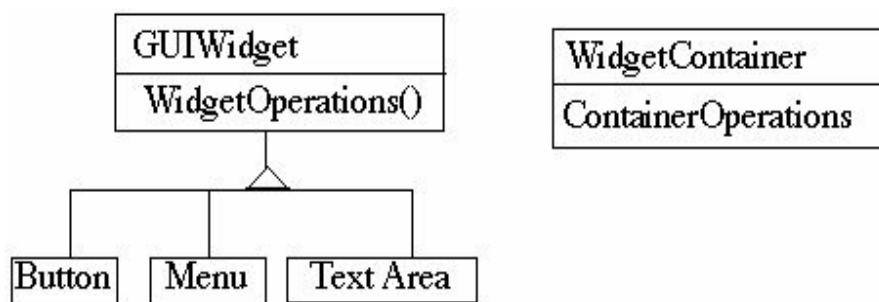 GUIWidget
WidgetOperations()
WidgetContainer
ContainerOperations
Button
Menu
Text Area